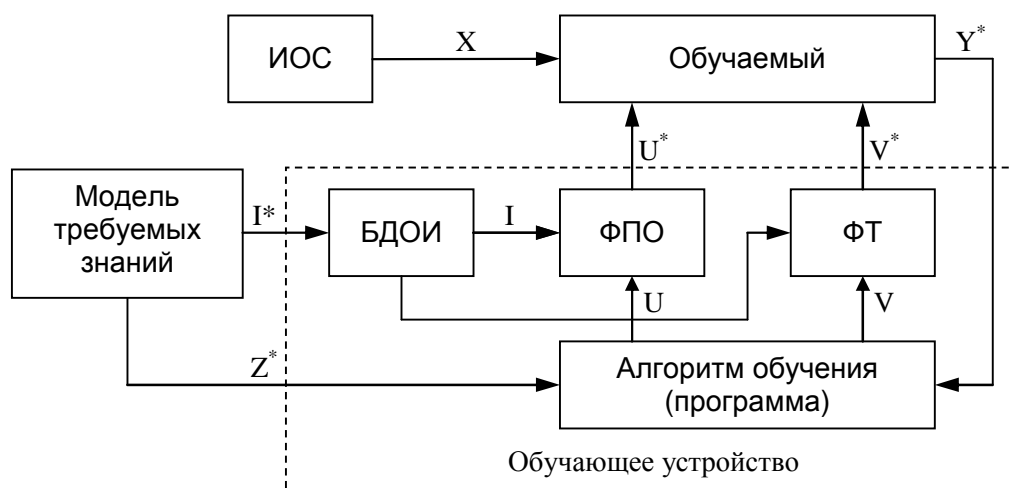 ИОС
X
Обучаемый
Y*
U*
V*
Модель
требуемых
знаний
I*
БДОИ
I
ФПО
ФТ
U
V
Z*
Алгоритм обучения
(программа)
Обучающее устройство